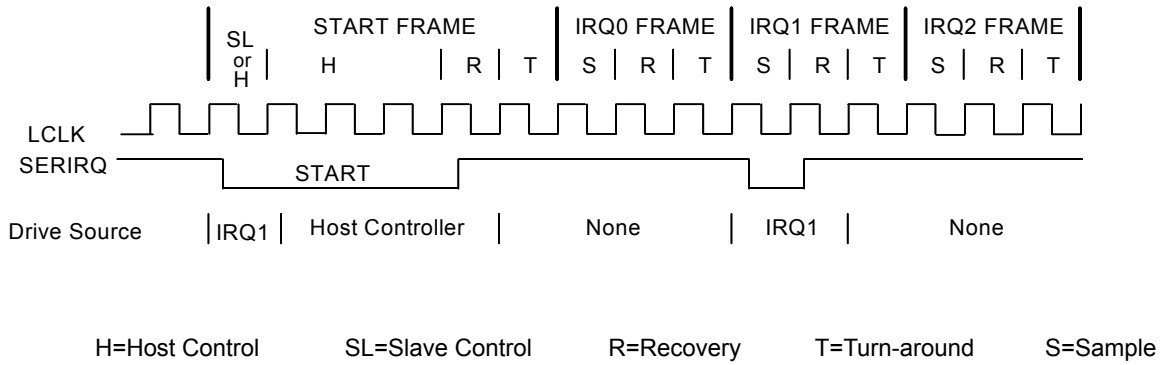 START FRAME IRQ0 FRAME IRQ1 FRAME IRQ2 FRAME
SL
or
H
H R T S R T S R T S R T
LCLK
SERIRQ
START
Drive Source IRQ1 Host Controller None IRQ1 None
H=Host Control SL=Slave Control R=Recovery T=Turn-around S=Sample